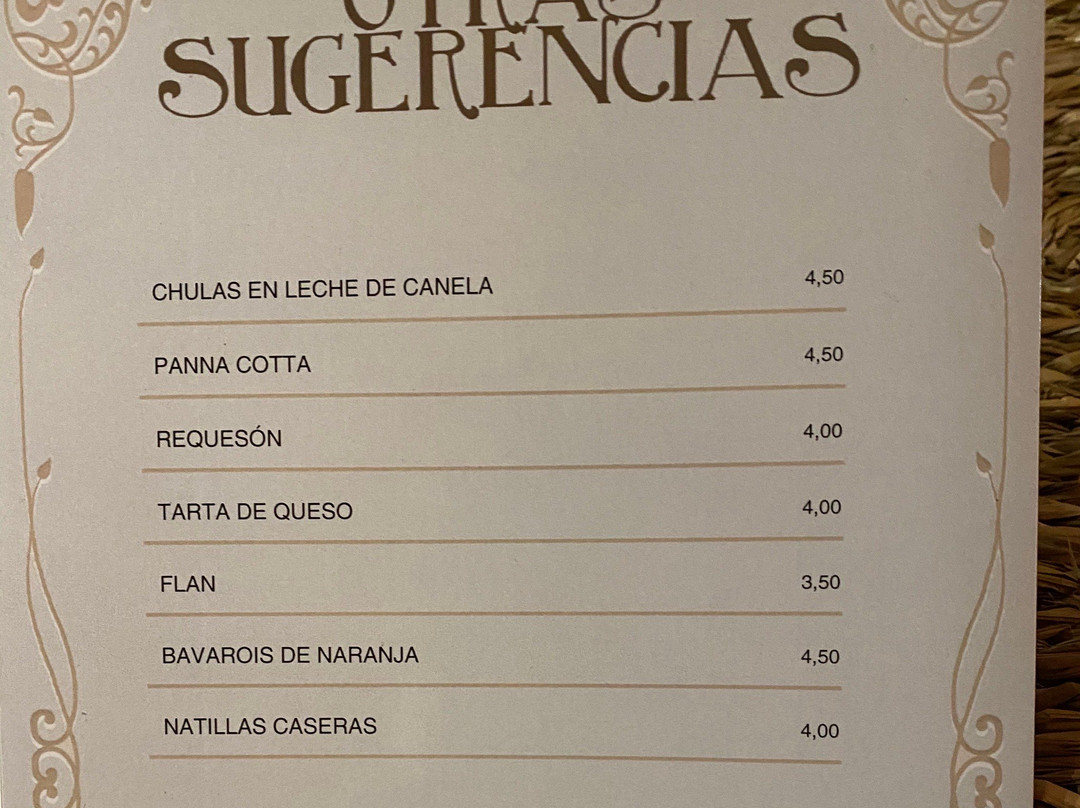 OTRAS
SUGERENCIAS
CHULAS EN LECHE DE CANELA 4,50
PANNA COTTA 4,50
REQUESÓN 4,00
TARTA DE QUESO 4,00
FLAN 3,50
BAVAROIS DE NARANJA 4,50
NATILLAS CASERAS 4,00